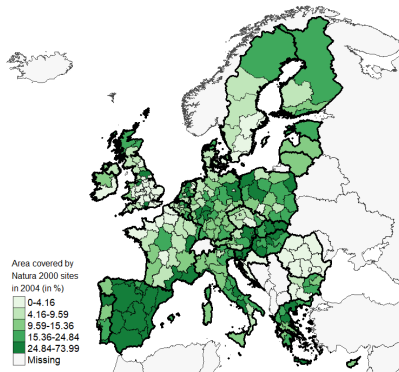 Area covered by
Natura 2000 sites
in 2004 (in %)
0-4.16
4.16-9.59
9.59-15.36
15.36-24.84
24.84-73.99
Missing